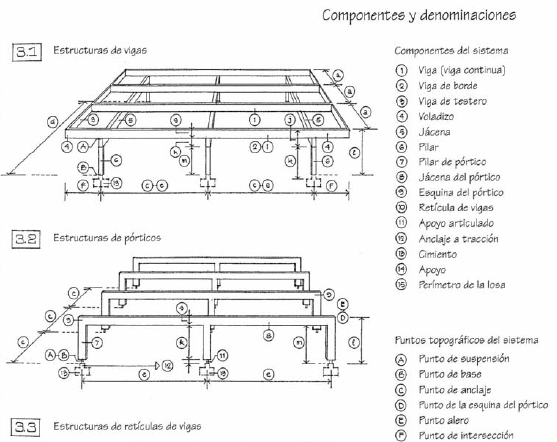 Componentes y denominaciones
3.1 Estructuras de vigas
3.2 Estructuras de pórticos
3.3 Estructuras de retículas de vigas
Componentes del sistema
1 Viga (viga continua)
2 Viga de borde
3 Viga de testero
4 Voladizo
5 Jácena
6 Pilar
7 Pilar de pórtico
8 Jácena del pórtico
9 Esquina del pórtico
10 Retícula de vigas
11 Apoyo articulado
12 Anclaje a tracción
13 Cimiento
14 Apoyo
15 Perímetro de la losa
Puntos topográficos del sistema
A Punto de suspensión
B Punto de base
C Punto de anclaje
D Punto de la esquina del pórtico
E Punto alero
F Punto de intersección